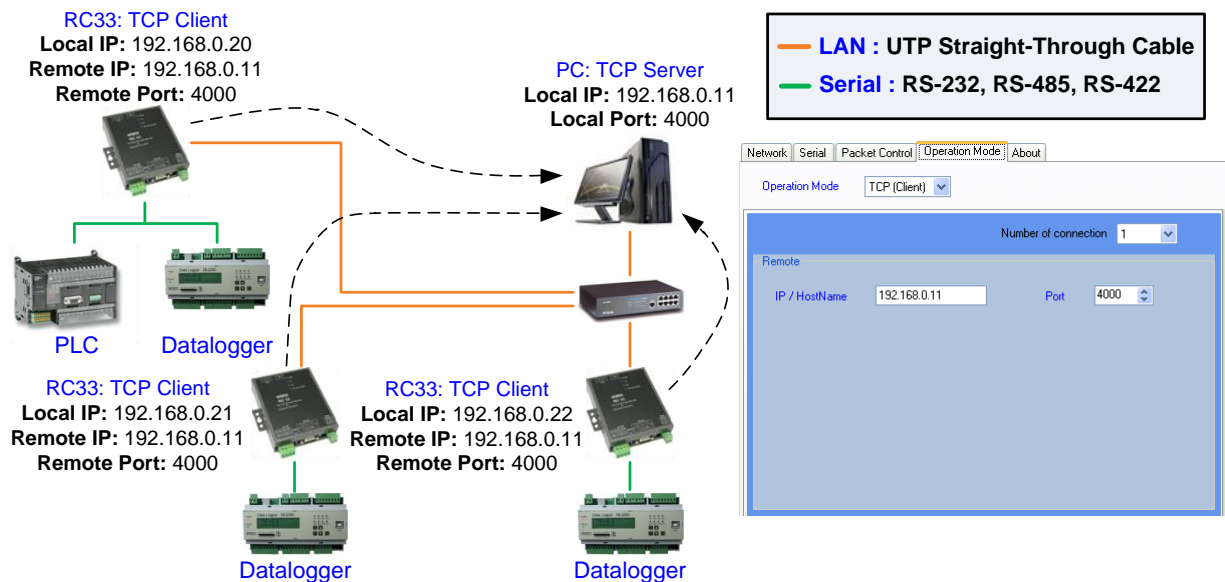 RC33: TCP Client
Local IP: 192.168.0.20
Remote IP: 192.168.0.11
Remote Port: 4000
PC: TCP Server
Local IP: 192.168.0.11
Local Port: 4000
LAN : UTP Straight-Through Cable
Serial : RS-232, RS-485, RS-422
Network Serial Packet Control Operation Mode About
Operation Mode TCP (Client)
Number of connection 1
Remote
IP / HostName 192.168.0.11 Port 4000
PLC
Datalogger
RC33: TCP Client
Local IP: 192.168.0.21
Remote IP: 192.168.0.11
Remote Port: 4000
RC33: TCP Client
Local IP: 192.168.0.22
Remote IP: 192.168.0.11
Remote Port: 4000
Datalogger
Datalogger